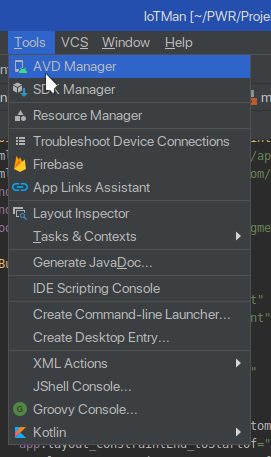 IoTMan [~/PWR/Proje
Tools VCS Window Help
AVD Manager
SDK Manager
Resource Manager
Troubleshoot Device Connections
Firebase
App Links Assistant
Layout Inspector
Tasks & Contexts
Generate JavaDoc...
IDE Scripting Console
Create Command-line Launcher...
Create Desktop Entry...
XML Actions
JShell Console...
Groovy Console...
Kotlin